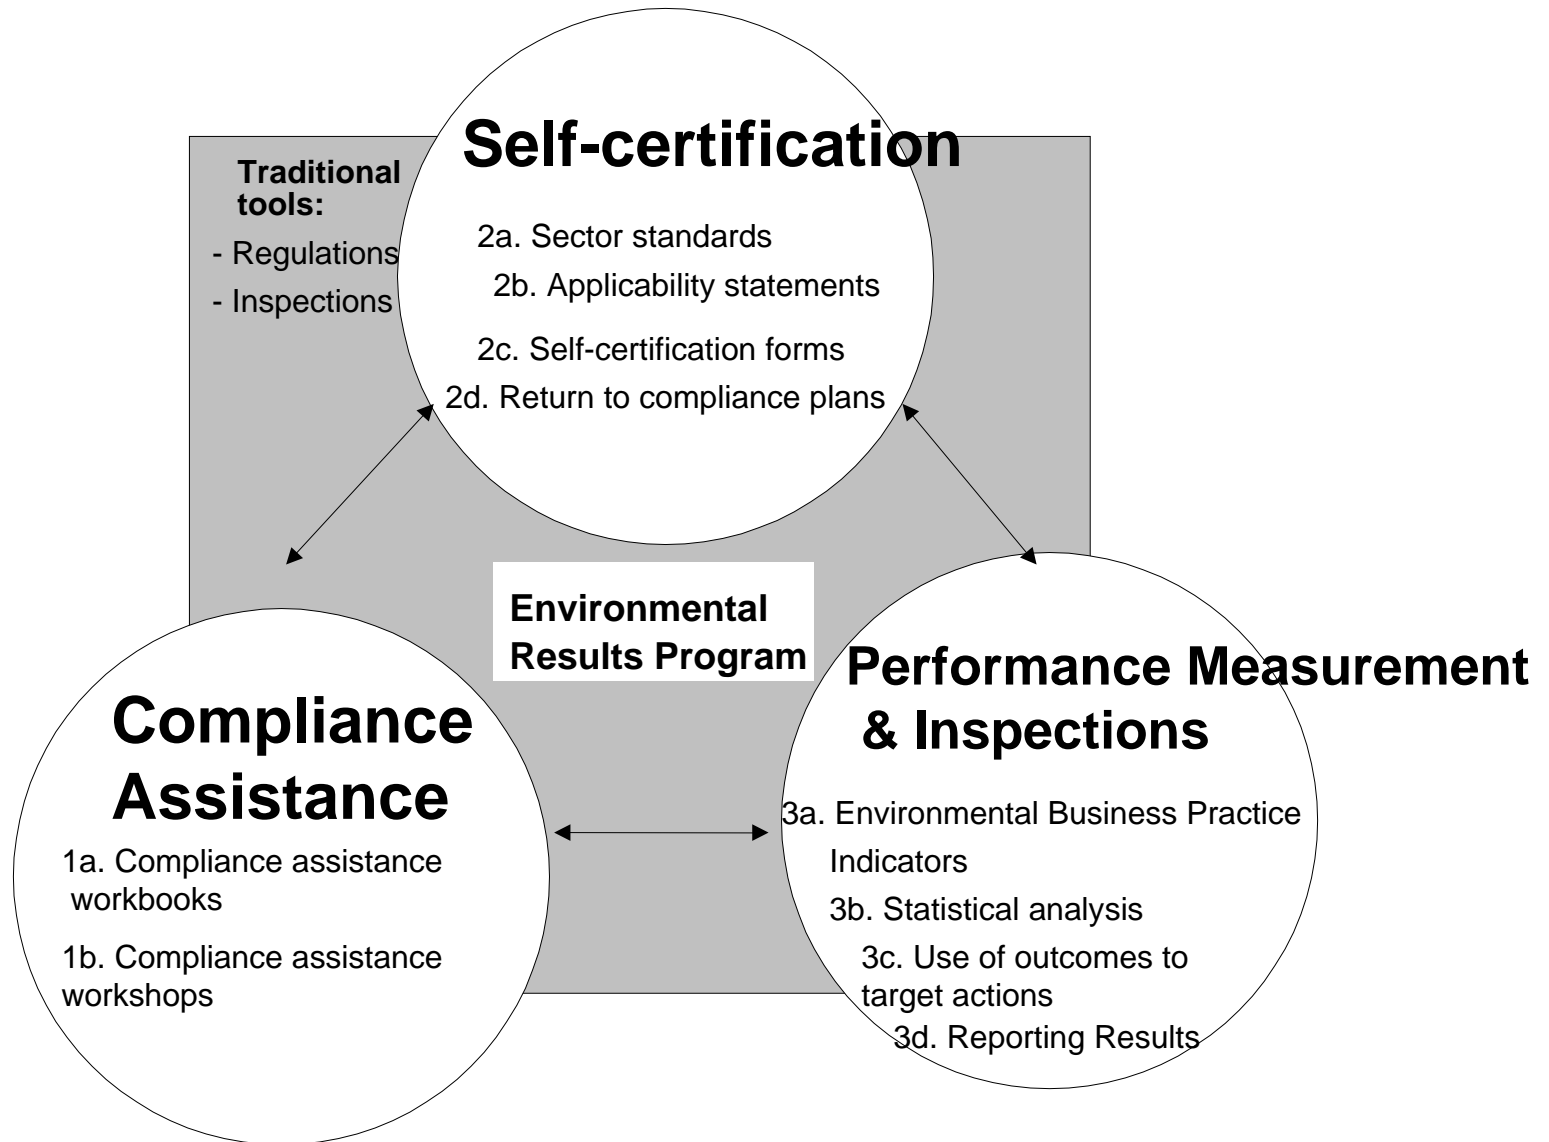 Self-certification
Traditional
tools:
- Regulations
- Inspections
2a. Sector standards
2b. Applicability statements
2c. Self-certification forms
2d. Return to compliance plans
Environmental
Results Program
Compliance
Assistance
1a. Compliance assistance
workbooks
1b. Compliance assistance
workshops
Performance Measurement
& Inspections
3a. Environmental Business Practice
Indicators
3b. Statistical analysis
3c. Use of outcomes to
target actions
3d. Reporting Results